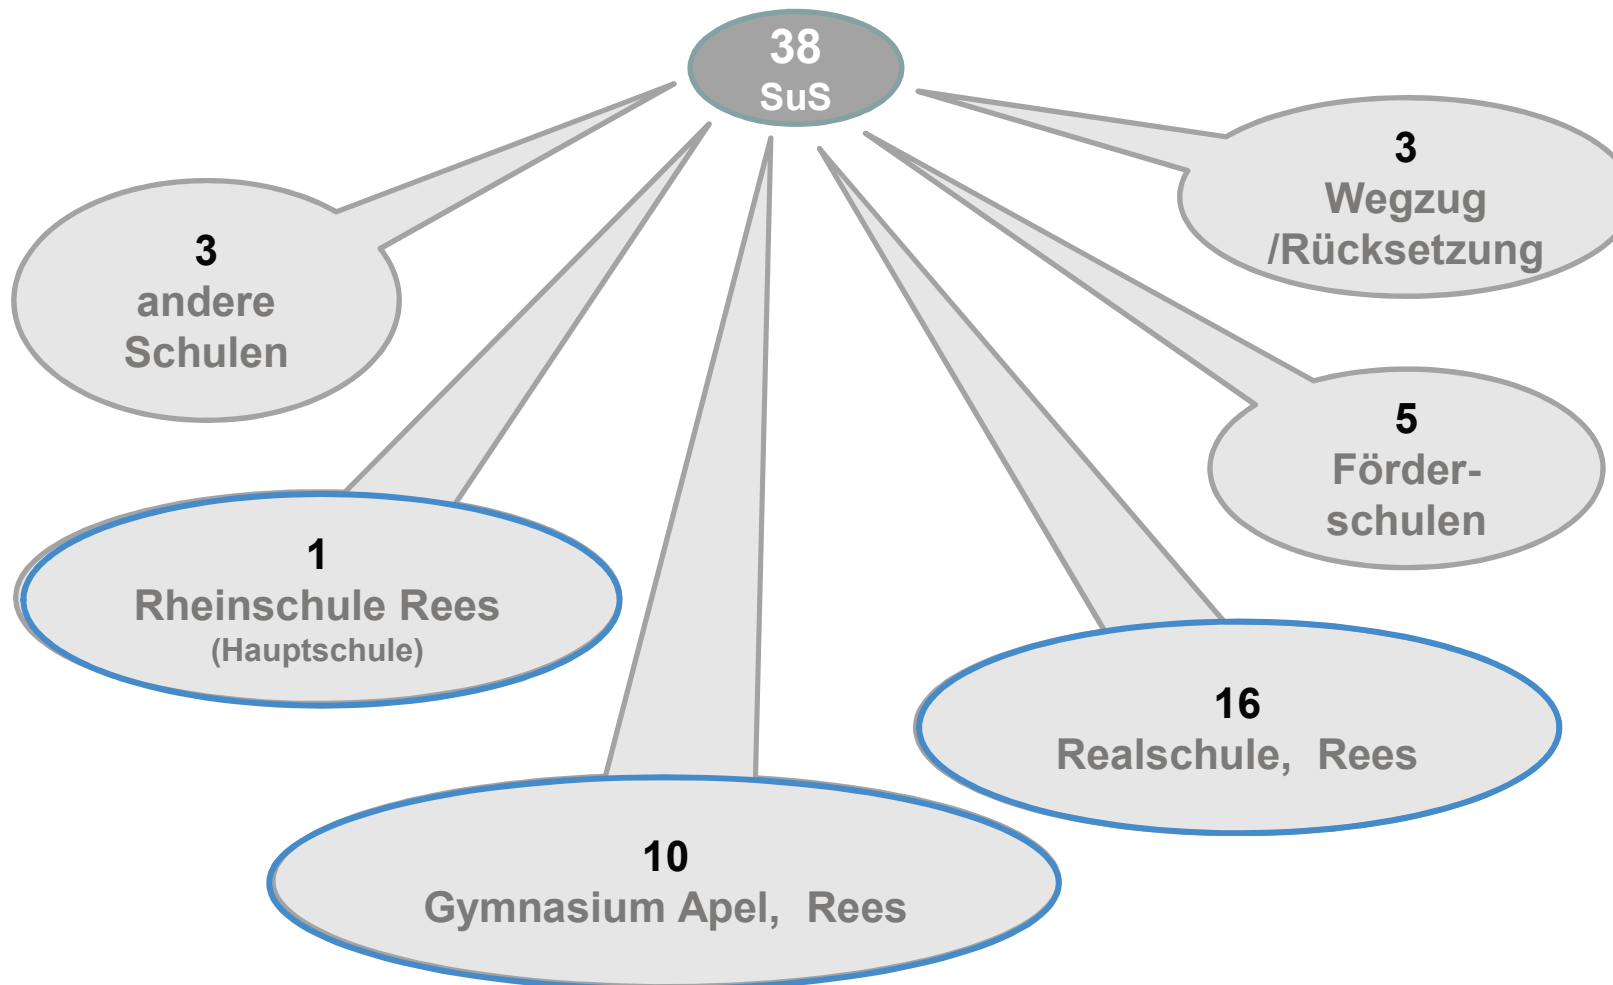 38
SuS
3
Wegzug
/Rücksetzung
3
andere
Schulen
5
Förder-
schulen
1
Rheinschule Rees
(Hauptschule)
16
Realschule, Rees
10
Gymnasium Apel, Rees